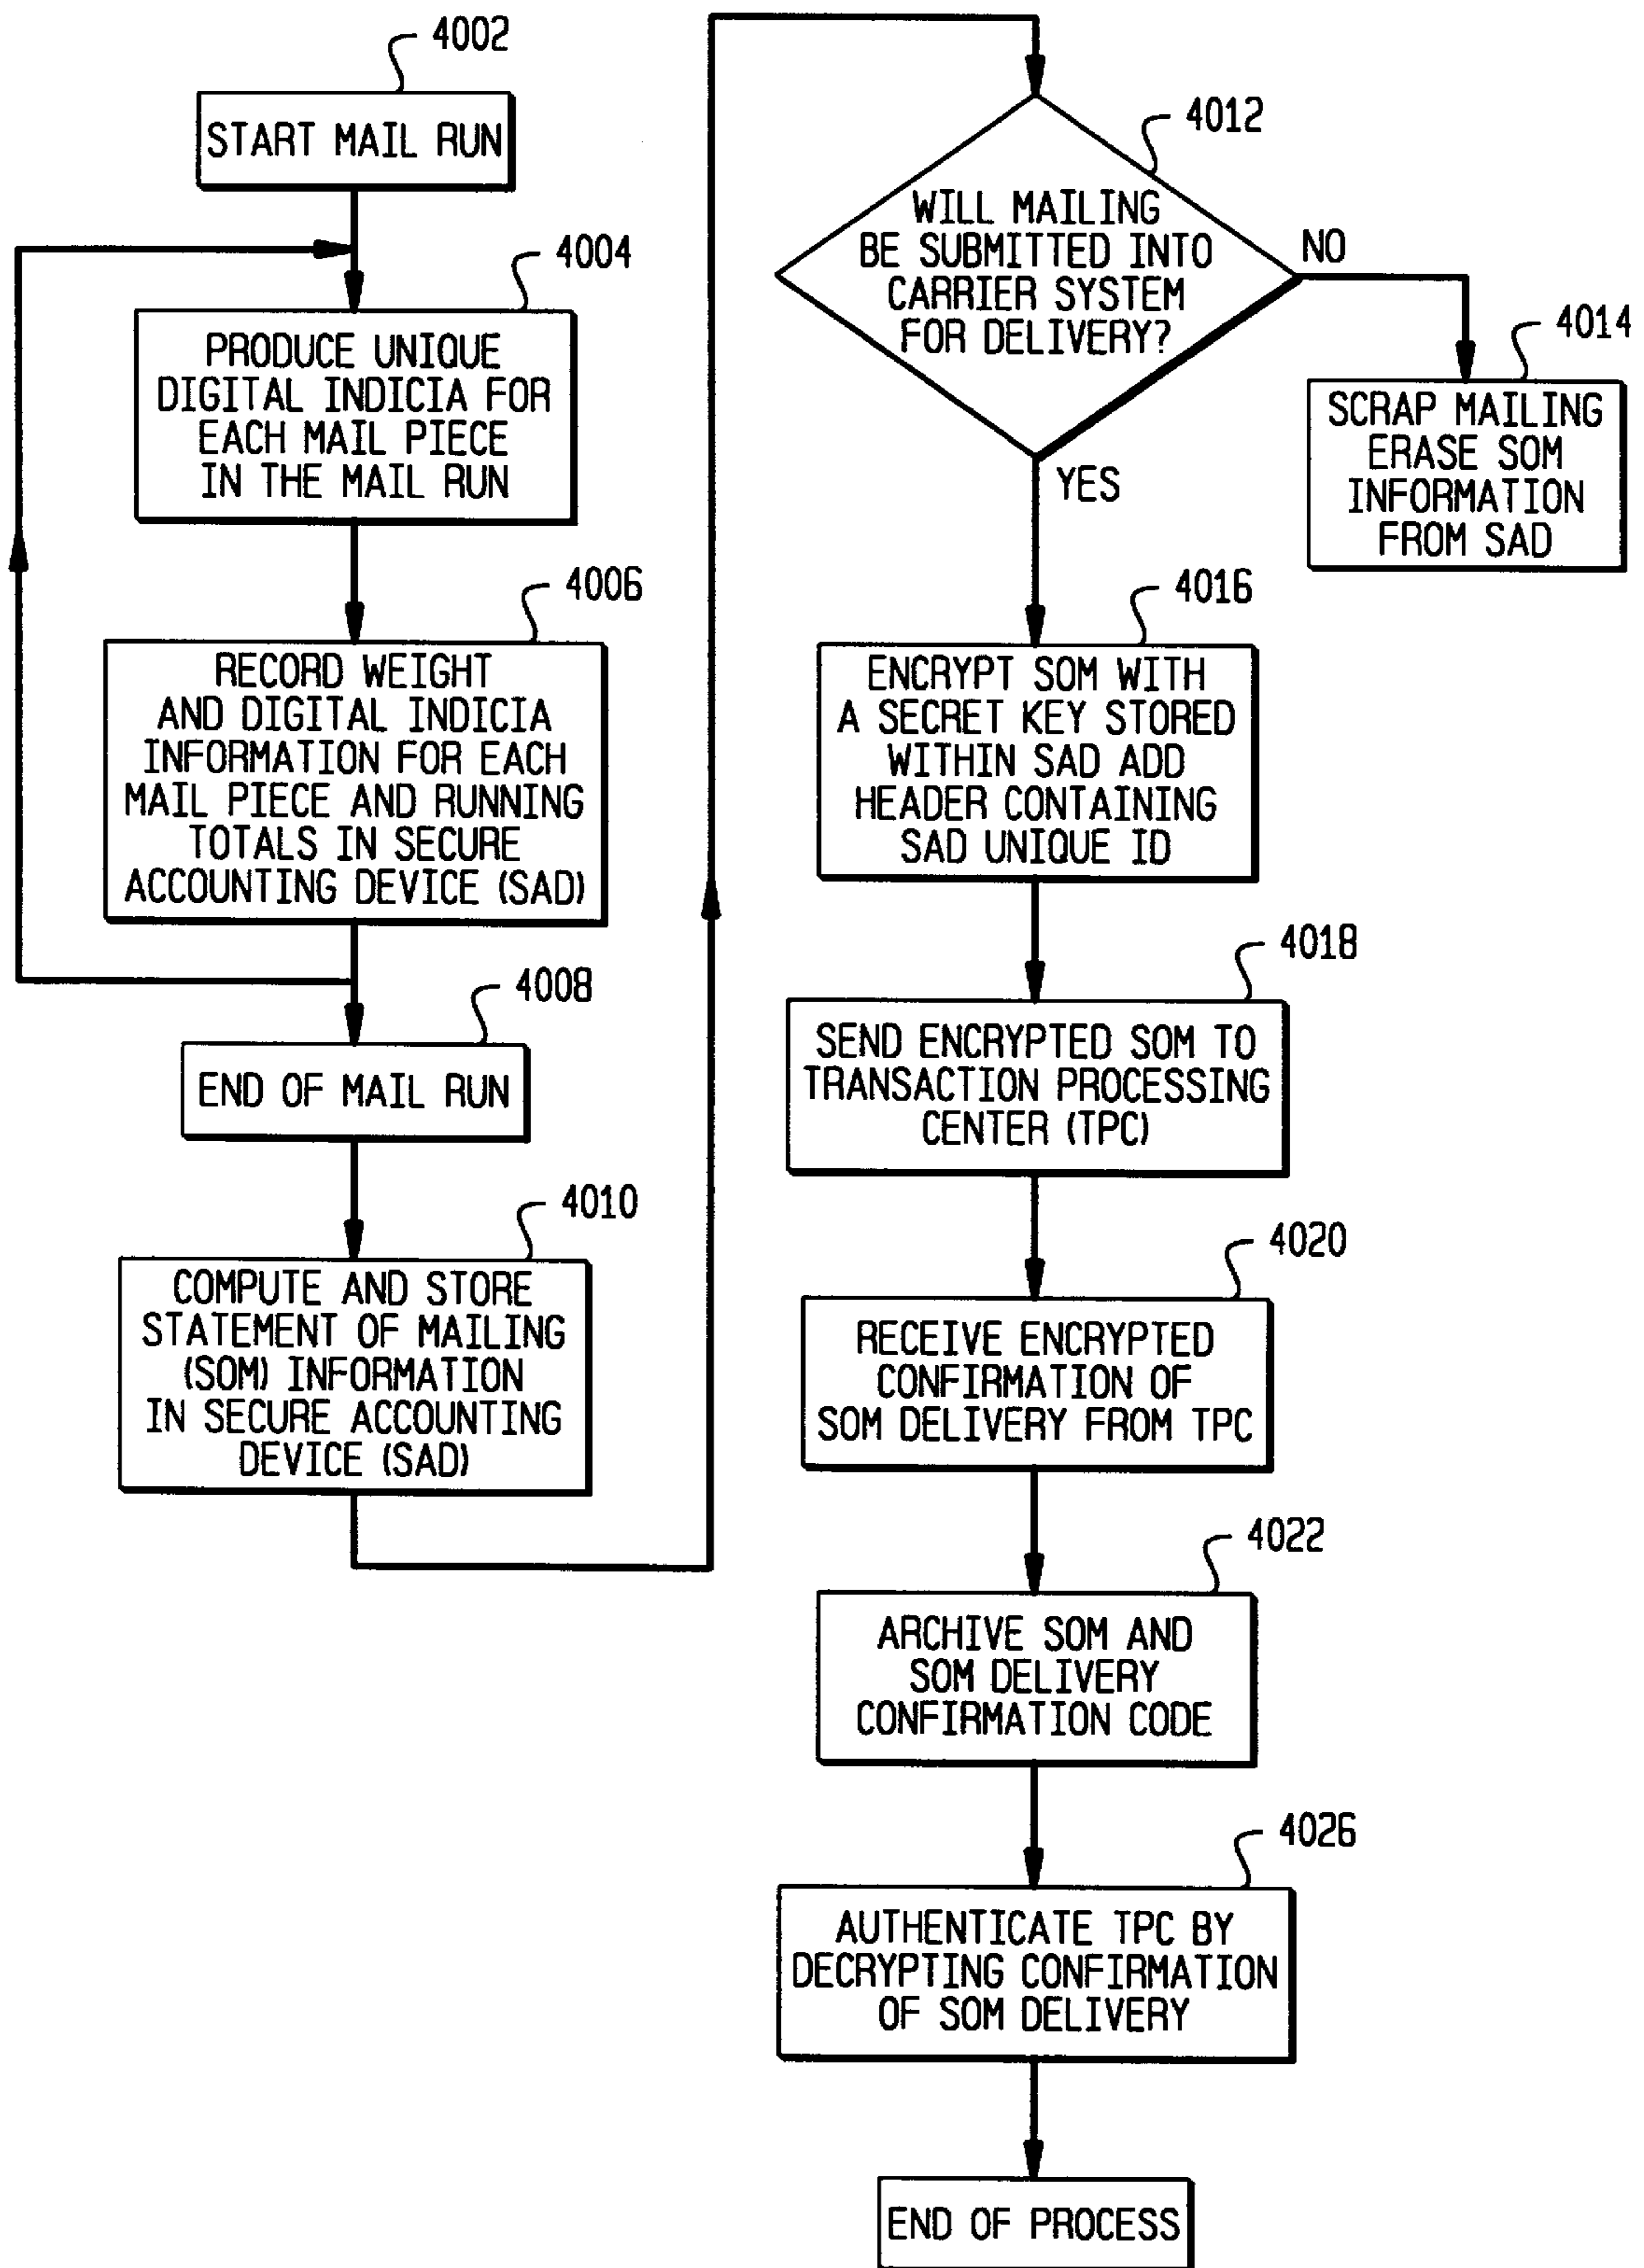 4002
START MAIL RUN
4004
PRODUCE UNIQUE
DIGITAL INDICIA FOR
EACH MAIL PIECE
IN THE MAIL RUN
4006
RECORD WEIGHT
AND DIGITAL INDICIA
INFORMATION FOR EACH
MAIL PIECE AND RUNNING
TOTALS IN SECURE
ACCOUNTING DEVICE (SAD)
4008
END OF MAIL RUN
4010
COMPUTE AND STORE
STATEMENT OF MAILING
(SOM) INFORMATION
IN SECURE ACCOUNTING
DEVICE (SAD)
4012
WILL MAILING
BE SUBMITTED INTO
CARRIER SYSTEM
FOR DELIVERY?
NO
YES
4014
SCRAP MAILING
ERASE SOM
INFORMATION
FROM SAD
4016
ENCRYPT SOM WITH
A SECRET KEY STORED
WITHIN SAD ADD
HEADER CONTAINING
SAD UNIQUE ID
4018
SEND ENCRYPTED SOM TO
TRANSACTION PROCESSING
CENTER (TPC)
4020
RECEIVE ENCRYPTED
CONFIRMATION OF
SOM DELIVERY FROM TPC
4022
ARCHIVE SOM AND
SOM DELIVERY
CONFIRMATION CODE
4026
AUTHENTICATE TPC BY
DECRYPTING CONFIRMATION
OF SOM DELIVERY
END OF PROCESS